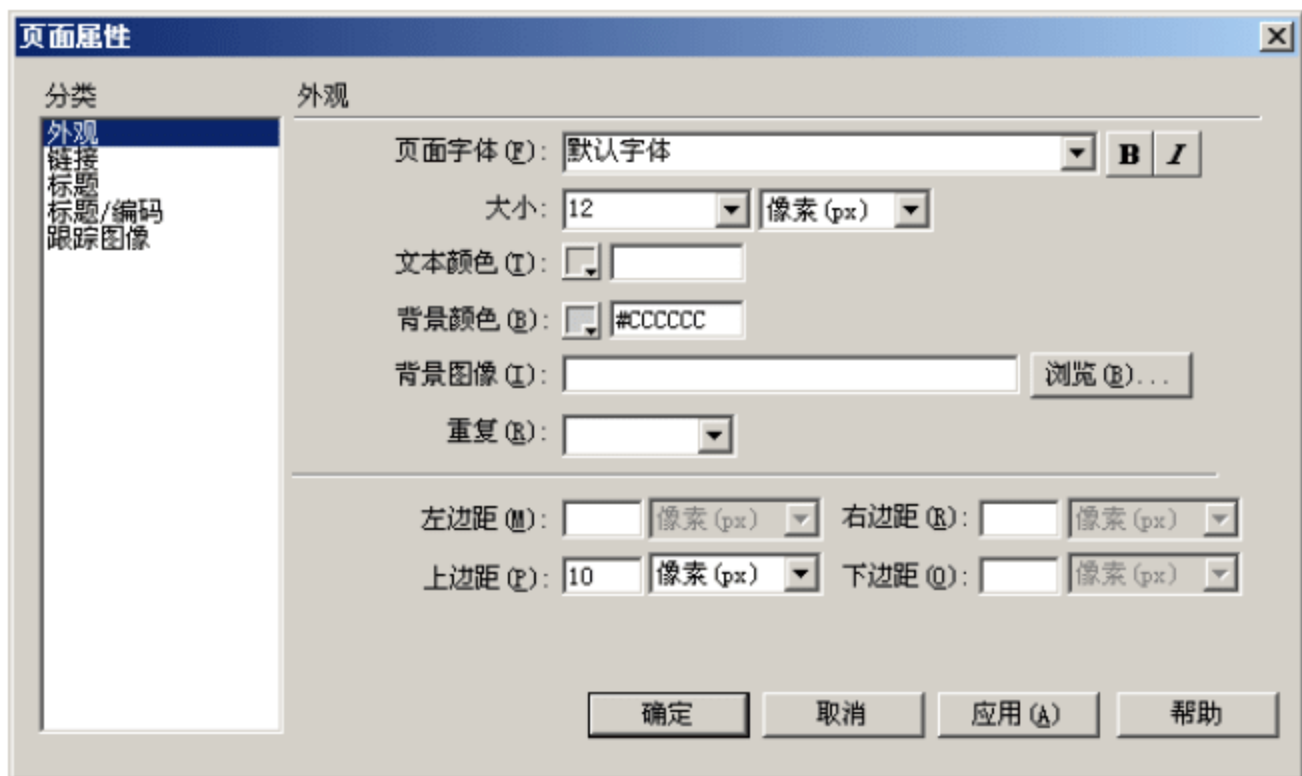 页面属性
分类
外观
链接
标题
标题/编码
跟踪图像
外观
页面字体(F): 默认字体 B I
大小: 12 像素(px)
文本颜色(T):
背景颜色(B): #CCCCCC
背景图像(I): 浏览(B)...
重复(R):
左边距(M): 像素(px) 右边距(R): 像素(px)
上边距(P): 10 像素(px) 下边距(O): 像素(px)
确定 取消 应用(A) 帮助